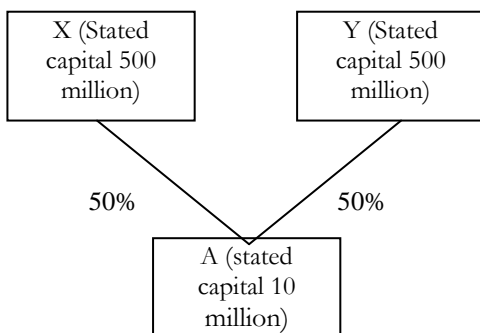 X (Stated
capital 500
million)
Y (Stated
capital 500
million)
50%
50%
A (stated
capital 10
million)